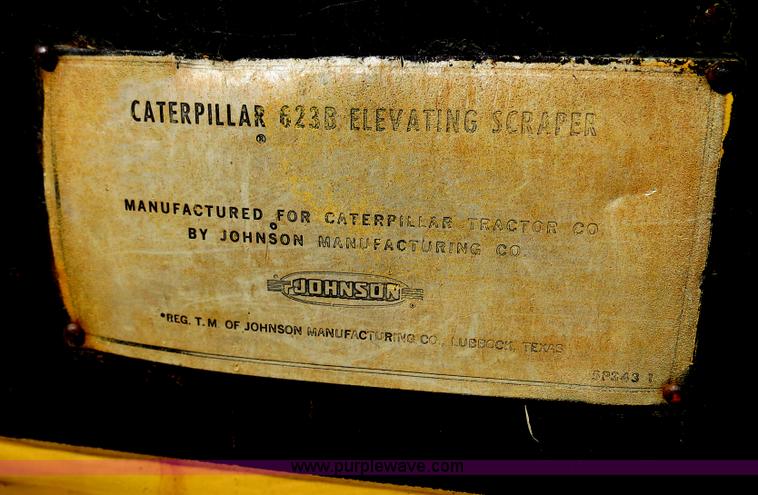 CATERPILLAR 623B ELEVATING SCRAPER
®
MANUFACTURED FOR CATERPILLAR TRACTOR CO
BY JOHNSON MANUFACTURING CO.
JOHNSON
®
*REG. T.M. OF JOHNSON MANUFACTURING CO., LUBBOCK, TEXAS
www.purplewave.com